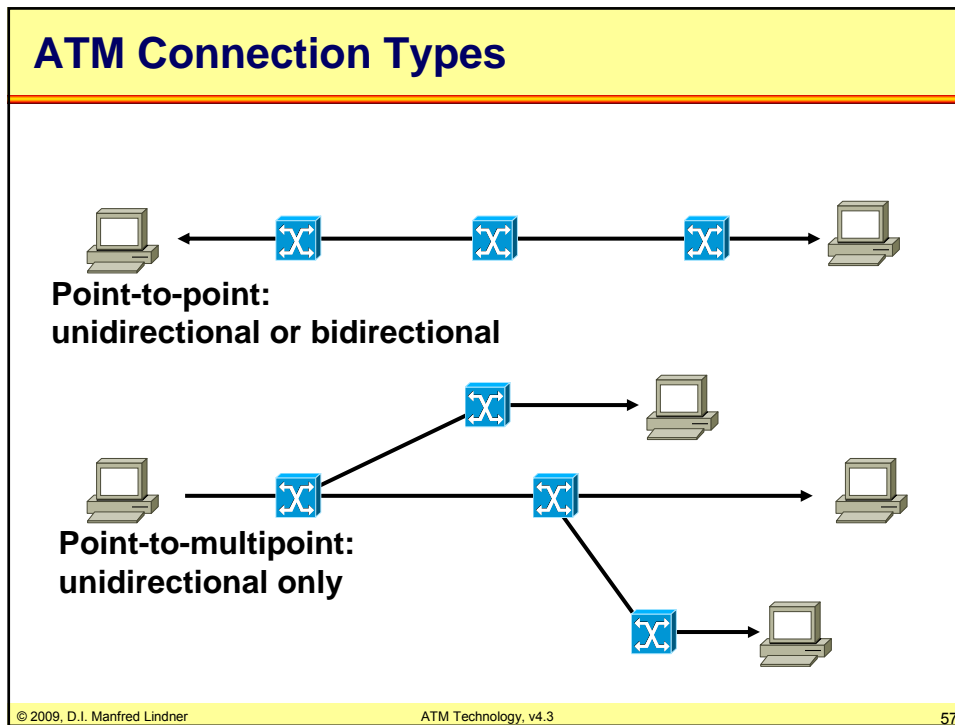 ATM Connection Types
Point-to-point:
unidirectional or bidirectional
Point-to-multipoint:
unidirectional only
© 2009, D.I. Manfred Lindner
ATM Technology, v4.3
57